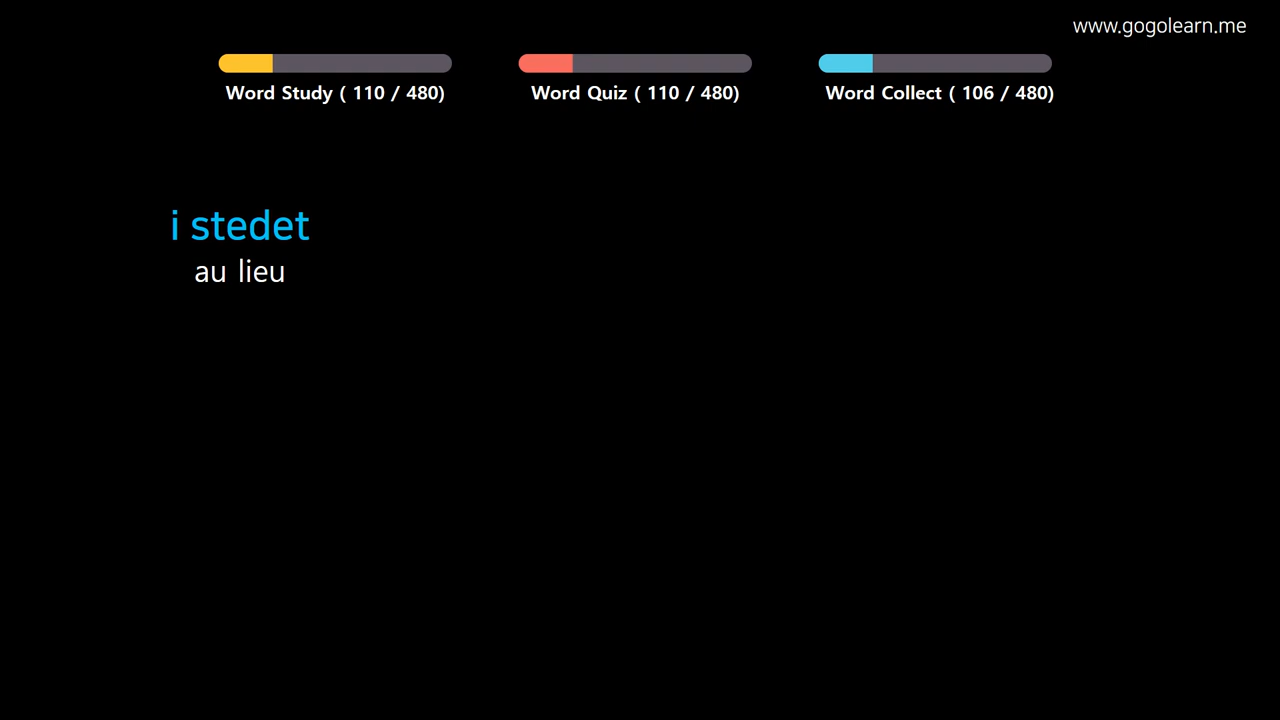 www.gogolearn.me
Word Study ( 110 / 480)
Word Quiz ( 110 / 480)
Word Collect ( 106 / 480)
i stedet
au lieu